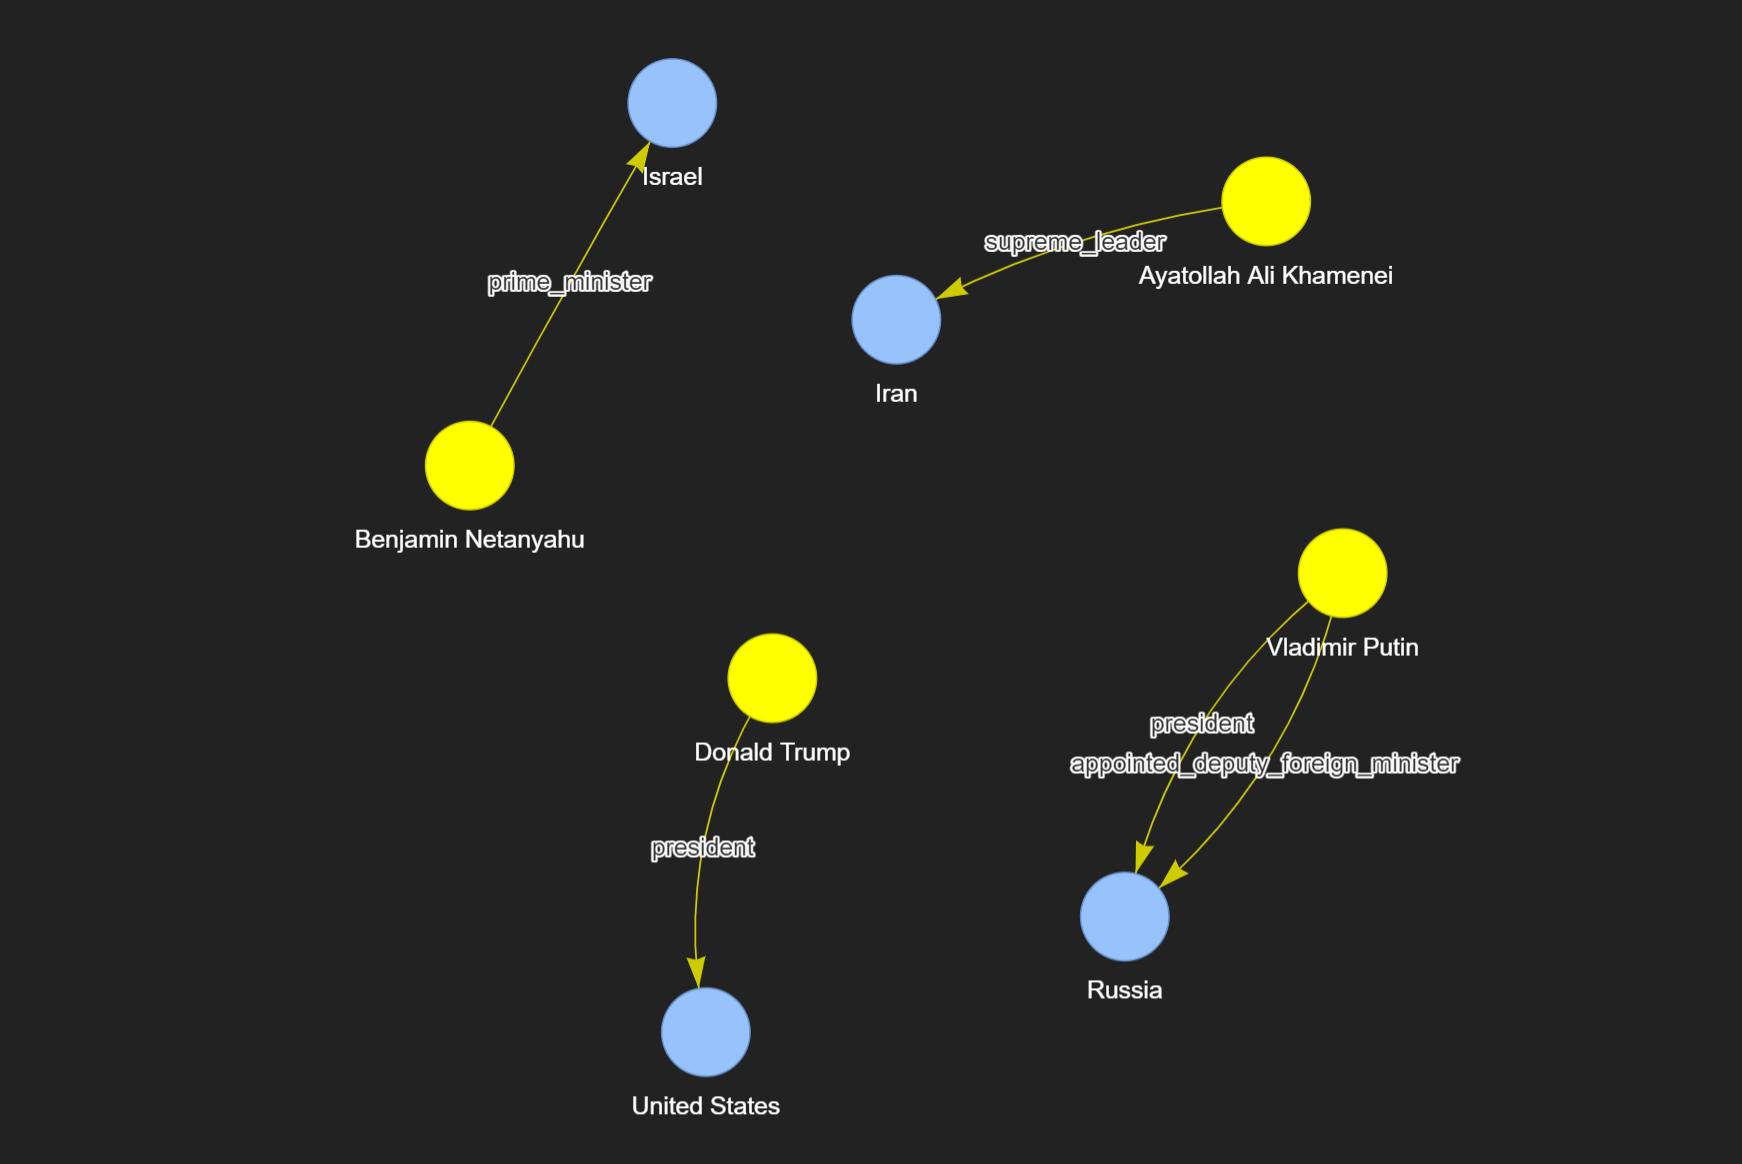 Israel
supreme_leader
Ayatollah Ali Khamenei
prime_minister
Iran
Benjamin Netanyahu
Vladimir Putin
president
Donald Trump
appointed_deputy_foreign_minister
president
Russia
United States